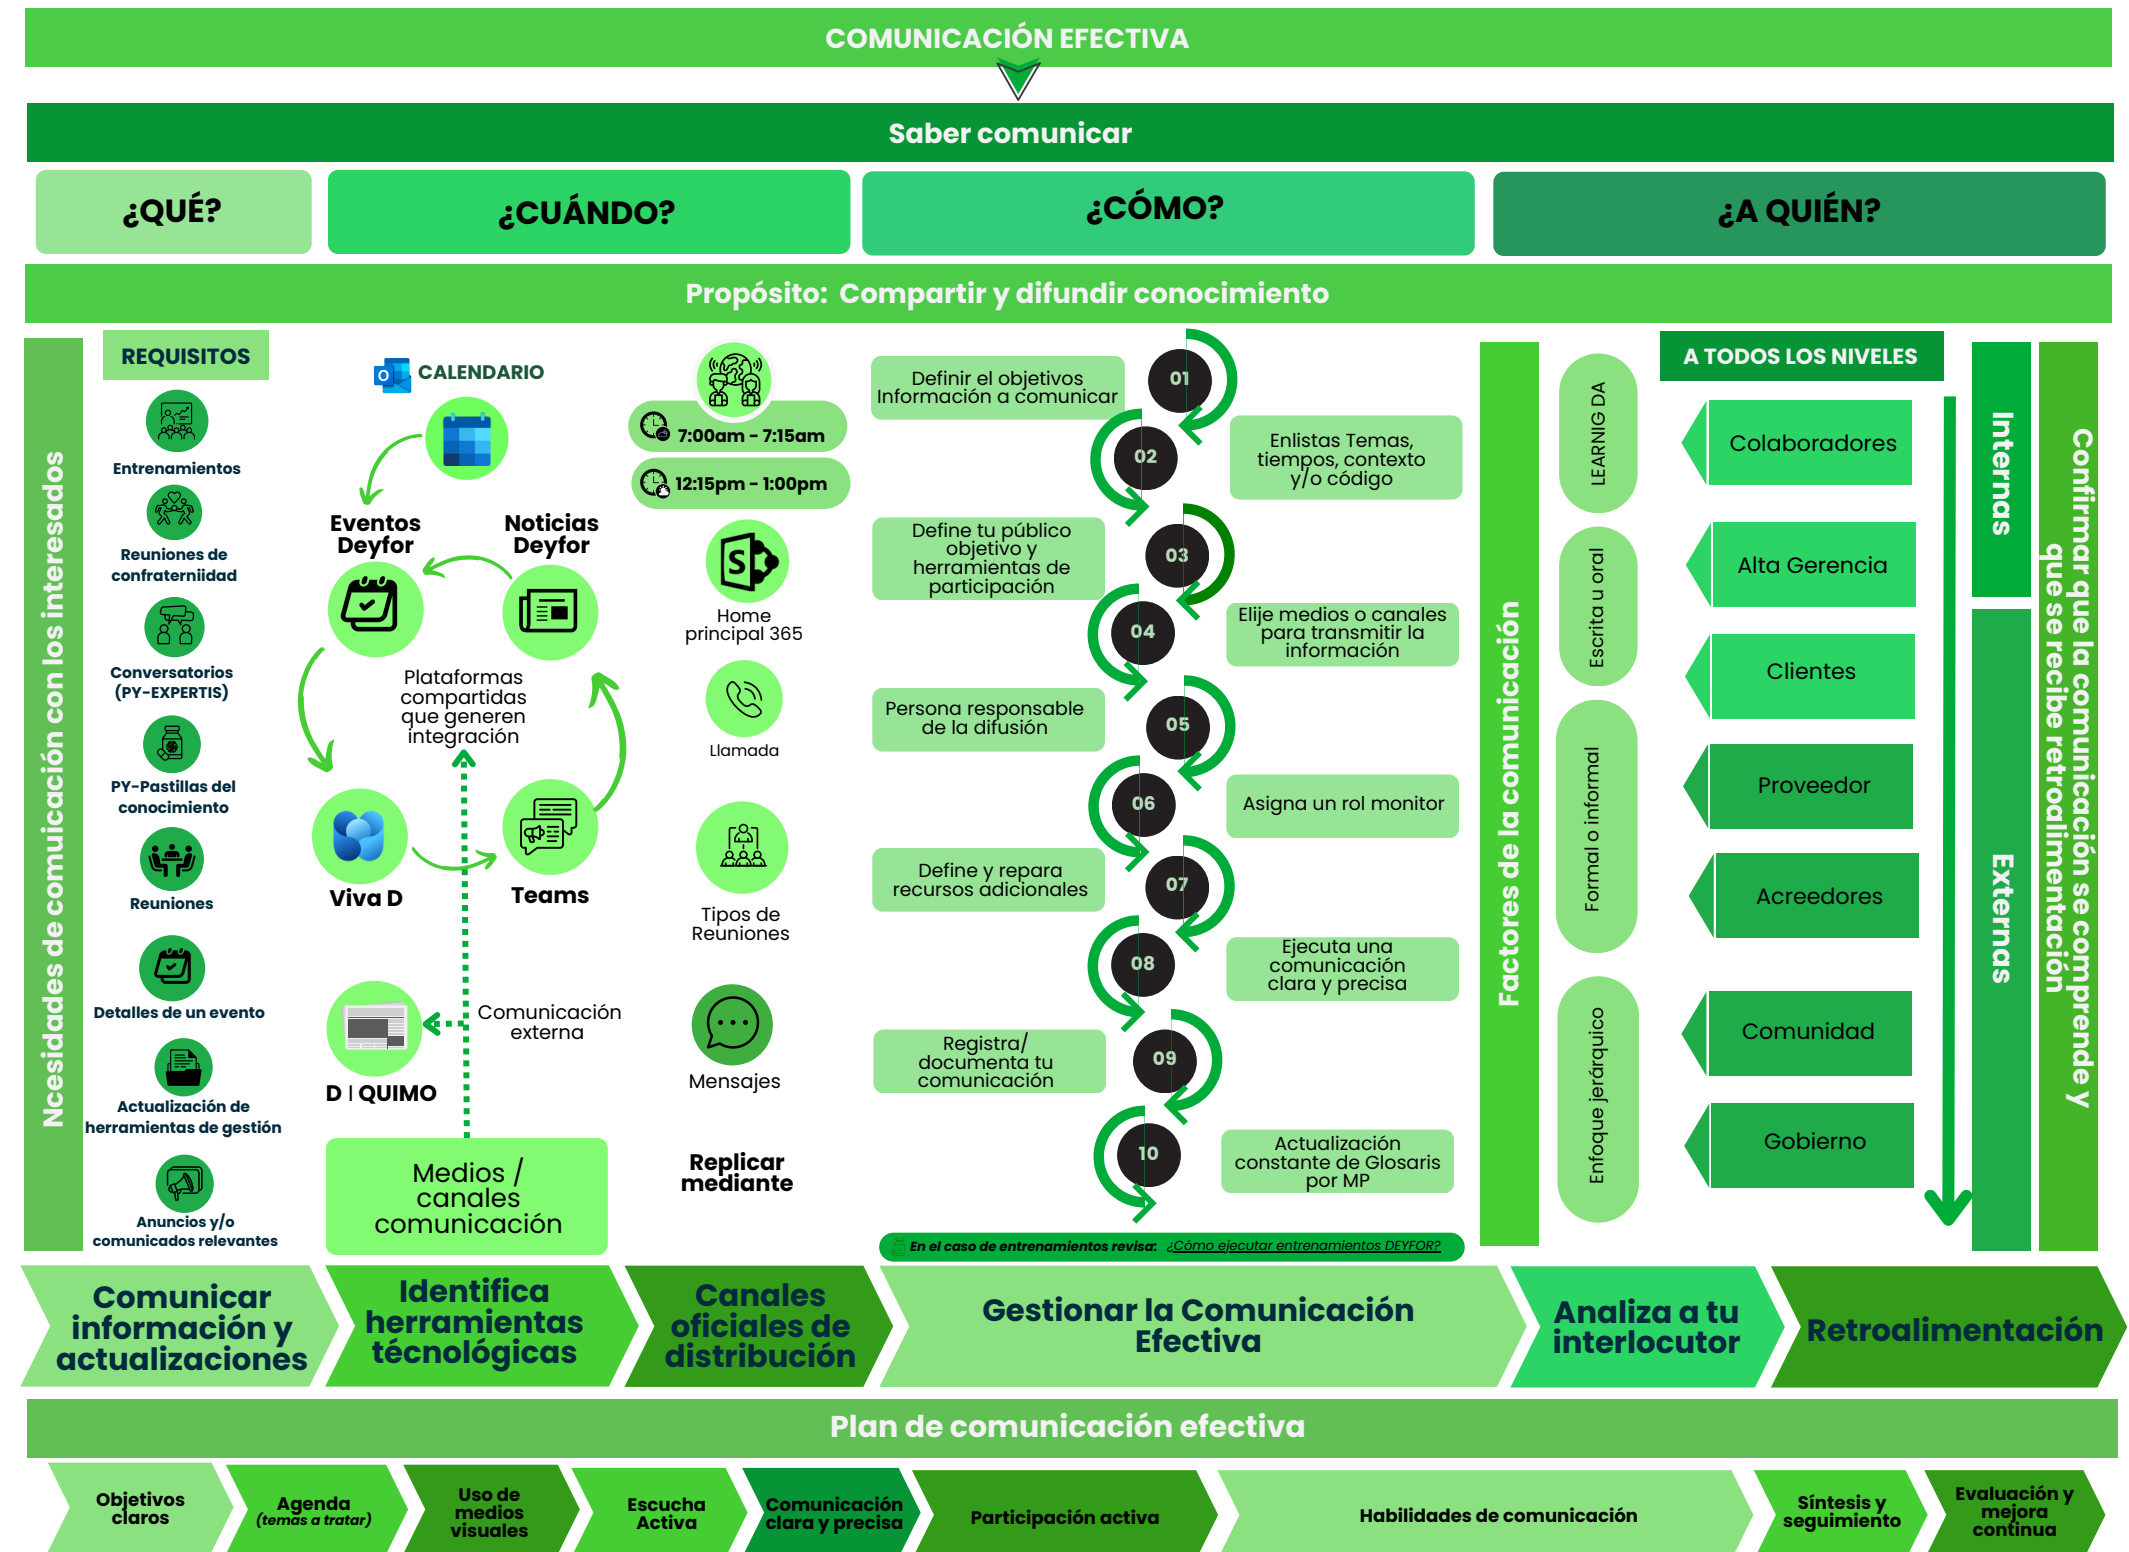 COMUNICACIÓN EFECTIVA
Saber comunicar
¿QUÉ?
¿CUÁNDO?
¿CÓMO?
¿A QUIÉN?
Propósito: Compartir y difundir conocimiento
Ncesidades de comuicación con los interesados
REQUISITOS
Entrenamientos
Reuniones de
confraterniidad
Conversatorios
(PY-EXPERTIS)
PY-Pastillas del
conocimiento
Reuniones
Detalles de un evento
Actualización de
herramientas de gestión
Anuncios y/o
comunicados relevantes
CALENDARIO
Eventos
Deyfor
Noticias
Deyfor
Plataformas
compartidas
que generen
integración
Viva D
Teams
Comunicación
externa
D | QUIMO
Medios /
canales
comunicación
7:00am - 7:15am
12:15pm - 1:00pm
Home
principal 365
Llamada
Tipos de
Reuniones
Mensajes
Replicar
mediante
Definir el objetivos
Información a comunicar
01
02
Enlistas Temas,
tiempos, contexto
y/o código
Define tu público
objetivo y
herramientas de
participación
03
04
Elije medios o canales
para transmitir la
información
Persona responsable
de la difusión
05
06
Asigna un rol monitor
Define y repara
recursos adicionales
07
08
Ejecuta una
comunicación
clara y precisa
Registra/
documenta tu
comunicación
09
10
Actualización
constante de Glosaris
por MP
En el caso de entrenamientos revisa: ¿Cómo ejecutar entrenamientos DEYFOR?
Factores de la comunicación
LEARNIG DA
Escrita u oral
Formal o informal
Enfoque jerárquico
A TODOS LOS NIVELES
Colaboradores
Alta Gerencia
Clientes
Proveedor
Acreedores
Comunidad
Gobierno
Internas
Externas
Confirmar que la comunicación se comprende y
que se recibe retroalimentación
Comunicar
información y
actualizaciones
Identifica
herramientas
técnológicas
Canales
oficiales de
distribución
Gestionar la Comunicación
Efectiva
Analiza a tu
interlocutor
Retroalimentación
Plan de comunicación efectiva
Objetivos
claros
Agenda
(temas a tratar)
Uso de
medios
visuales
Escucha
Activa
Comunicación
clara y precisa
Participación activa
Habilidades de comunicación
Síntesis y
seguimiento
Evaluación y
mejora
continua